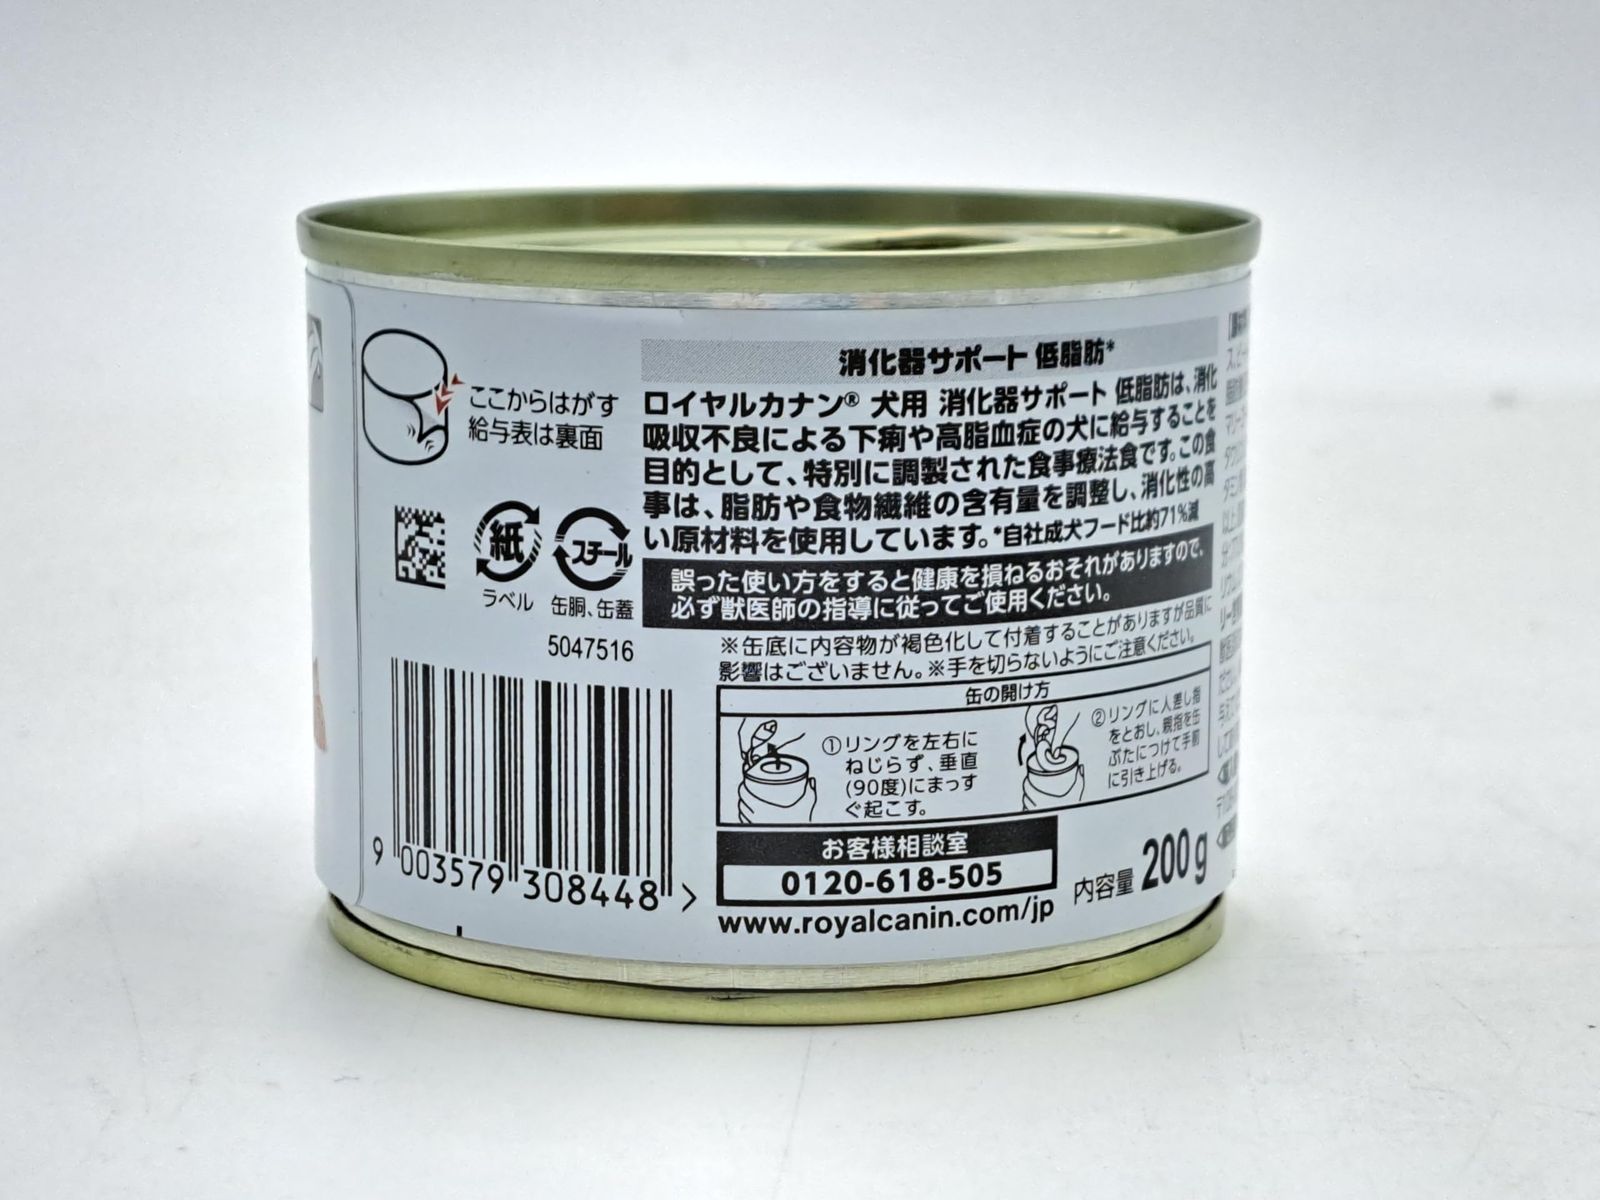 ここからはがす
給与表は裏面
紙
ラベル
スチール
缶胴、缶蓋
5047516
9 003579 308448 >
消化器サポート 低脂肪*
ロイヤルカナン® 犬用 消化器サポート 低脂肪は、消化
吸収不良による下痢や高脂血症の犬に給与することを
目的として、特別に調製された食事療法食です。この食
事は、脂肪や食物繊維の含有量を調整し、消化性の高
い原材料を使用しています。*自社成犬フード比約71%減
誤った使い方をすると健康を損ねるおそれがありますので、
必ず獣医師の指導に従ってご使用ください。
※缶底に内容物が褐色化して付着することがありますが品質に
影響はございません。※手を切らないようにご注意ください。
缶の開け方
①リングを左右に
ねじらず、垂直
(90度)にまっす
ぐ起こす。
②リングに人差し指
をとおし、親指を缶
ぶたにつけて手前
に引き上げる。
お客様相談室
0120-618-505
www.royalcanin.com/jp
内容量 200g